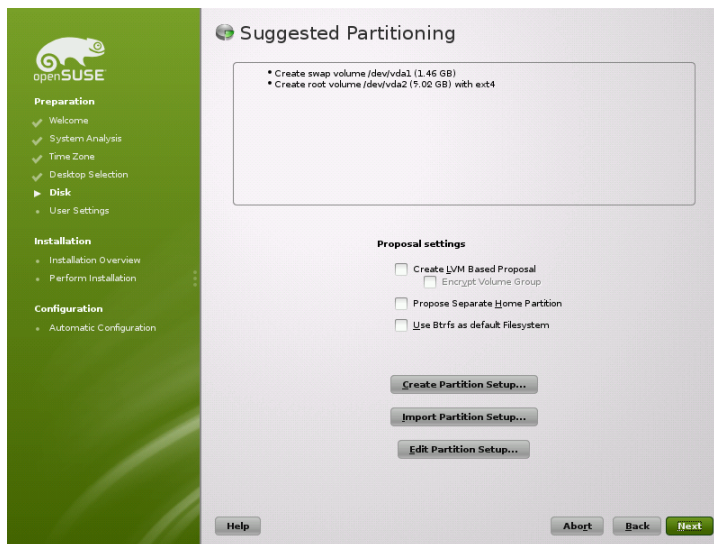 openSUSE
Preparation
Welcome
System Analysis
Time Zone
Desktop Selection
Disk
User Settings
Installation
Installation Overview
Perform Installation
Configuration
Automatic Configuration
Suggested Partitioning
• Create swap volume /dev/vda1 (1.46 GB)
• Create root volume /dev/vda2 (5.02 GB) with ext4
Proposal settings
Create LVM Based Proposal
Encrypt Volume Group
Propose Separate Home Partition
Use Btrfs as default Filesystem
Create Partition Setup...
Import Partition Setup...
Edit Partition Setup...
Help
Abort
Back
Next